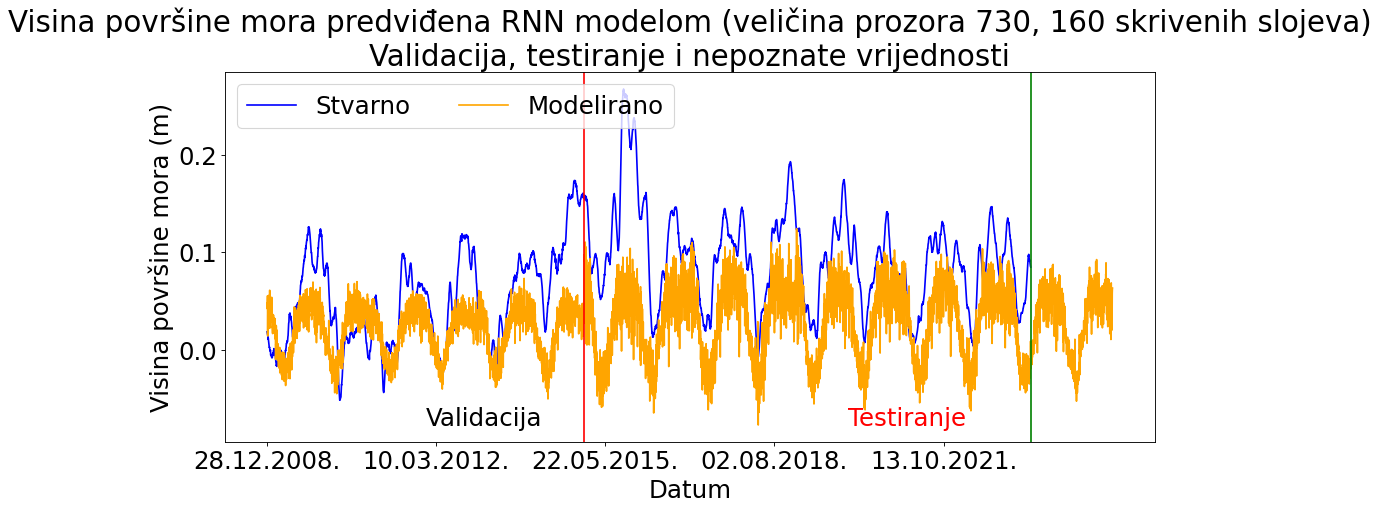 Visina površine mora predviđena RNN modelom (veličina prozora 730, 160 skrivenih slojeva)
Validacija, testiranje i nepoznate vrijednosti
Stvarno
Modelirano
Visina površine mora (m)
0.2
0.1
0.0
Validacija
Testiranje
28.12.2008.
10.03.2012.
22.05.2015.
02.08.2018.
13.10.2021.
Datum